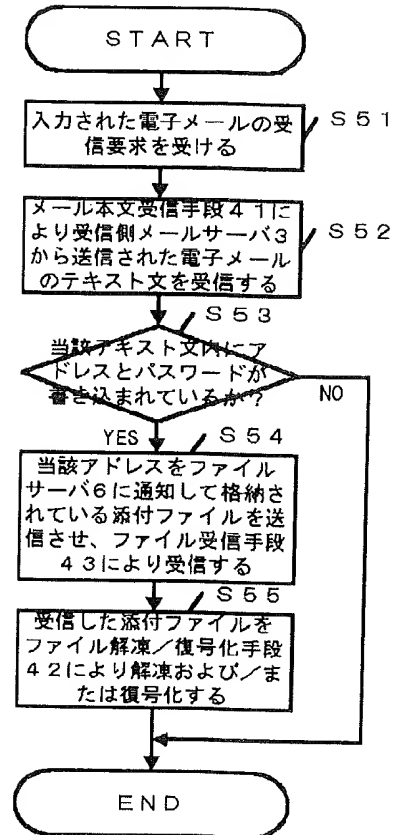 START
入力された電子メールの受
信要求を受ける
S51
メール本文受信手段41に
より受信側メールサーバ3
から送信された電子メール
のテキスト文を受信する
S52
S53
当該テキスト文内にア
ドレスとパスワードが
書き込まれているか?
NO
YES
S54
当該アドレスをファイル
サーバ6に通知して格納さ
れている添付ファイルを送
信させ、ファイル受信手段
43により受信する
S55
受信した添付ファイルを
ファイル解凍/復号化手段
42により解凍および/ま
たは復号化する
END